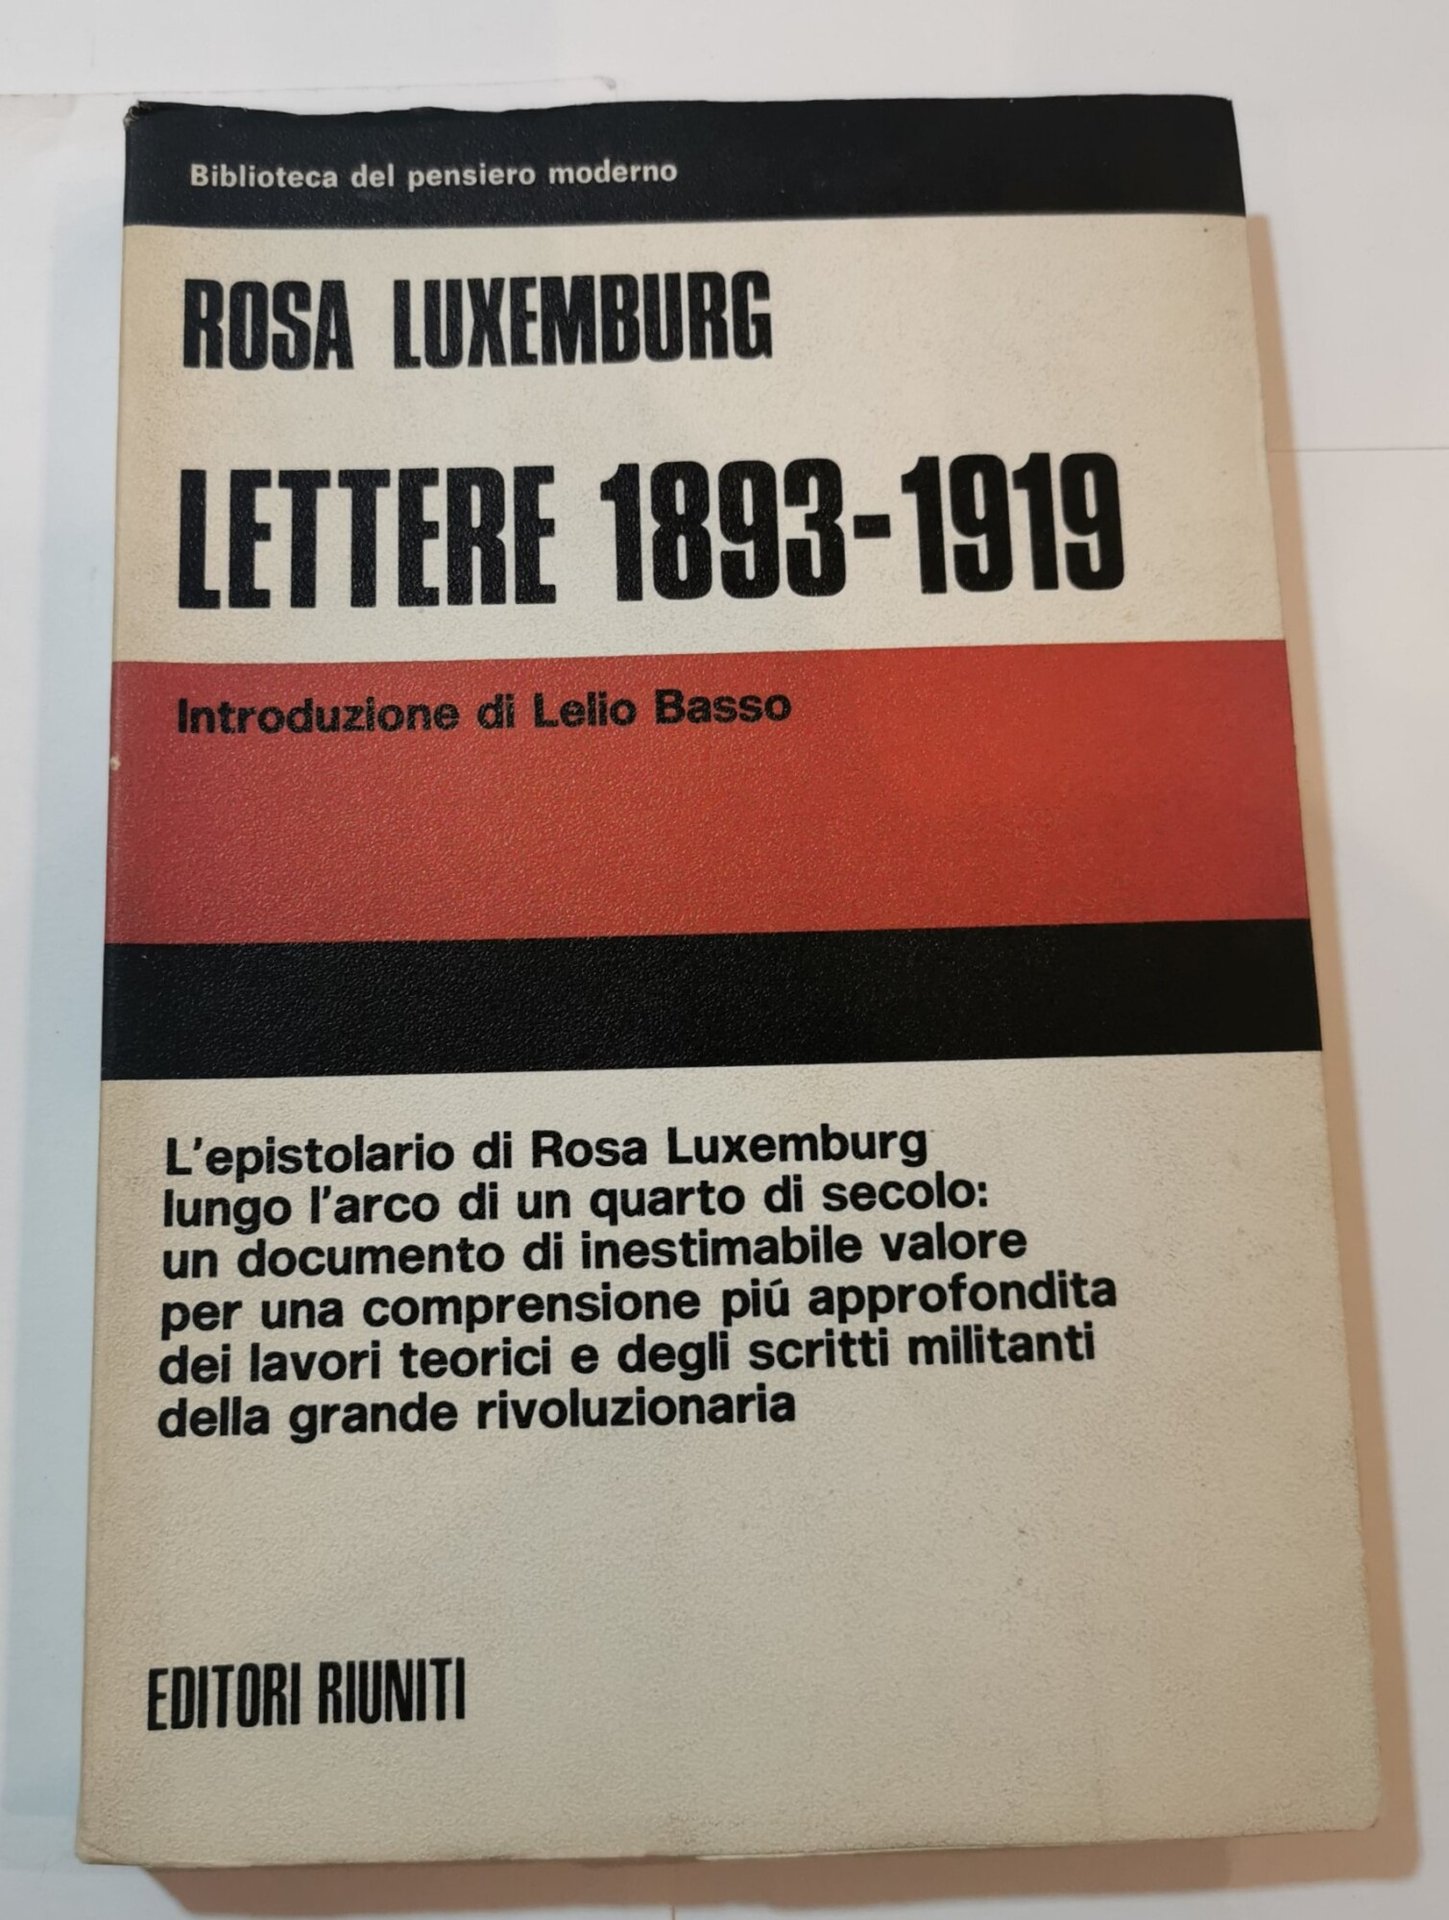 Biblioteca del pensiero moderno
ROSA LUXEMBURG
LETTERE 1893-1919
Introduzione di Lelio Basso
L'epistolario di Rosa Luxemburg
lungo l'arco di un quarto di secolo:
un documento di inestimabile valore
per una comprensione piú approfondita
dei lavori teorici e degli scritti militanti
della grande rivoluzionaria
EDITORI RIUNITI